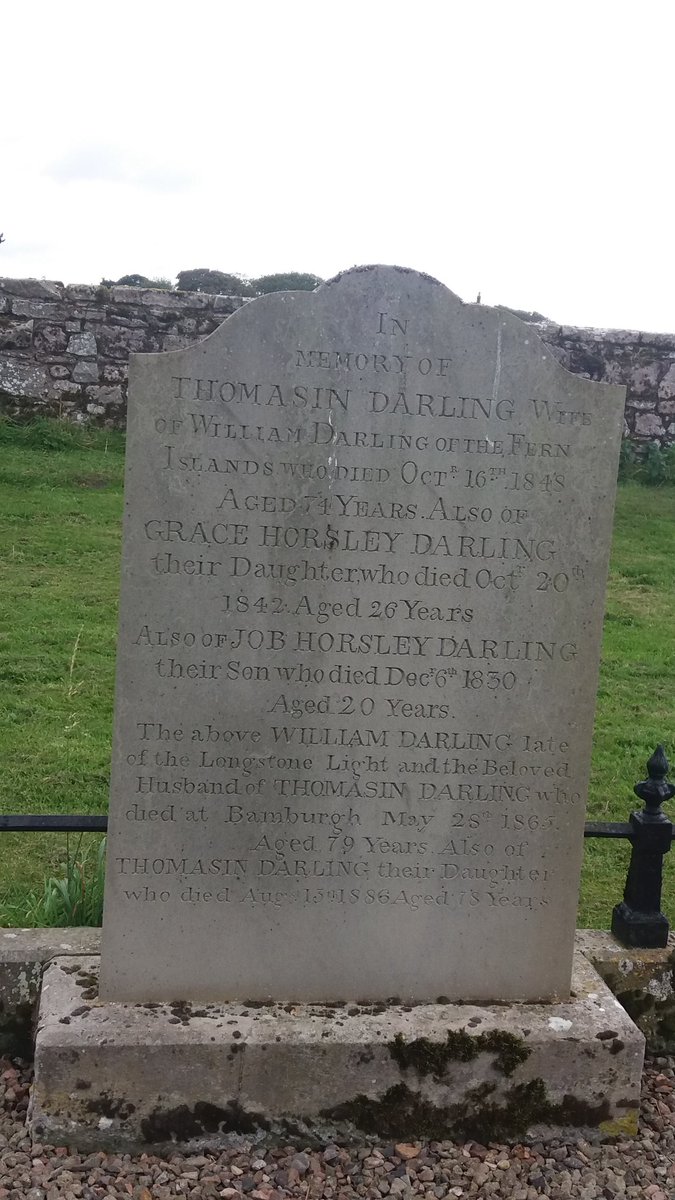 IN
MEMORY OF
THOMASIN DARLING WIFE
OF WILLIAM DARLING OF THE FERN
ISLANDS WHO DIED OCTR. 16TH. 1848
AGED 74 YEARS. ALSO OF
GRACE HORSLEY DARLING
their Daughter, who died Octr. 20th
1842. Aged 26 Years
ALSO OF JOB HORSLEY DARLING
their Son who died Decr. 6th 1830
Aged 20 Years.
The above WILLIAM DARLING late
of the Longstone Light and the Beloved
Husband of THOMASIN DARLING who
died at Bamburgh May 28th 1865.
Aged 79 Years. Also of
THOMASIN DARLING their Daughter
who died Augst 1886 Aged 78 Years